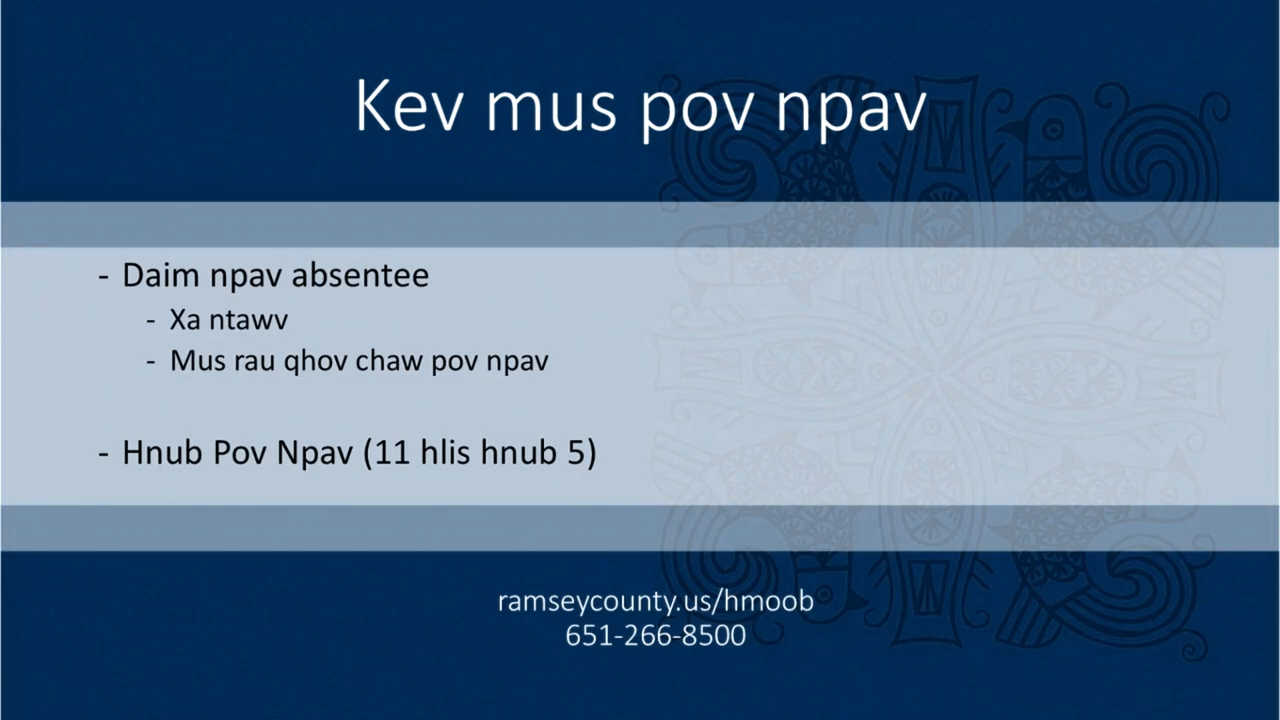 Kev mus pov npav
- Daim npav absentee
- Xa ntawv
- Mus rau qhov chaw pov npav
- Hnub Pov Npav (11 hlis hnub 5)
ramseycounty.us/hmoob
651-266-8500